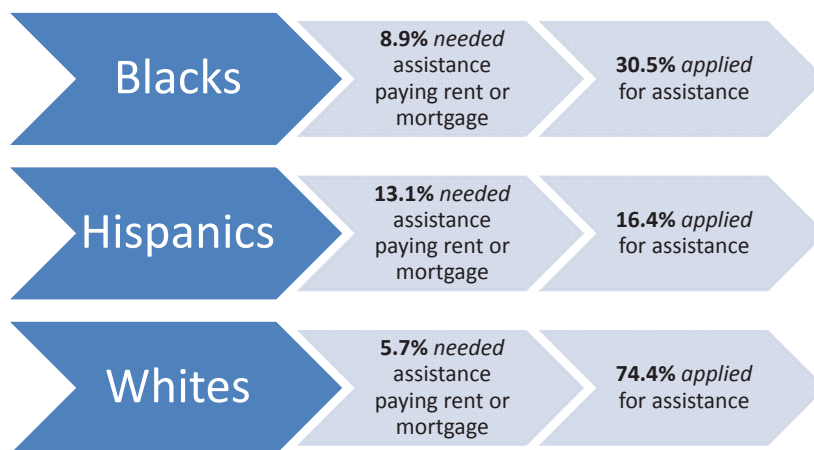 Blacks
8.9% needed
assistance
paying rent or
mortgage
30.5% applied
for assistance
Hispanics
13.1% needed
assistance
paying rent or
mortgage
16.4% applied
for assistance
Whites
5.7% needed
assistance
paying rent or
mortgage
74.4% applied
for assistance